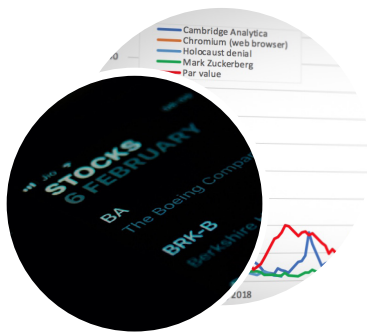 Cambridge Analytica
Chromium (web browser)
Holocaust denial
Mark Zuckerberg
Par value
STOCKS
6 FEBRUARY
BA
The Boeing Compan
BRK-B
Berkshire
2018